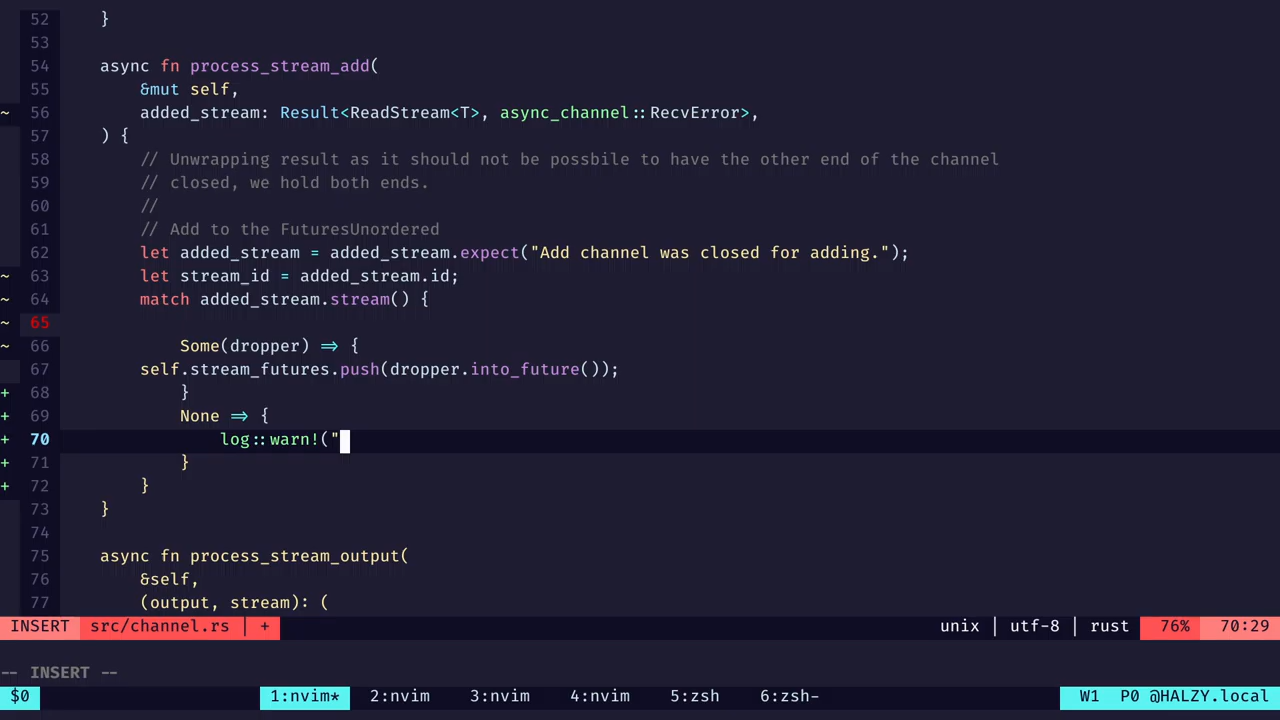 52 }
53
54 async fn process_stream_add(
55 &mut self,
~ 56 added_stream: Result<ReadStream<T>, async_channel::RecvError>,
57 ) {
58 // Unwrapping result as it should not be possbile to have the other end of the channel
59 // closed, we hold both ends.
60 //
61 // Add to the FuturesUnordered
62 let added_stream = added_stream.expect("Add channel was closed for adding.");
~ 63 let stream_id = added_stream.id;
~ 64 match added_stream.stream() {
~ 65
~ 66 Some(dropper) => {
67 self.stream_futures.push(dropper.into_future());
+ 68 }
+ 69 None => {
+ 70 log::warn!("
+ 71 }
+ 72 }
73 }
74
75 async fn process_stream_output(
76 &self,
77 (output, stream): (
INSERT src/channel.rs | + unix | utf-8 | rust 76% 70:29
-- INSERT --
$0 1:nvim* 2:nvim 3:nvim 4:nvim 5:zsh 6:zsh- W1 P0 @HALZY.local